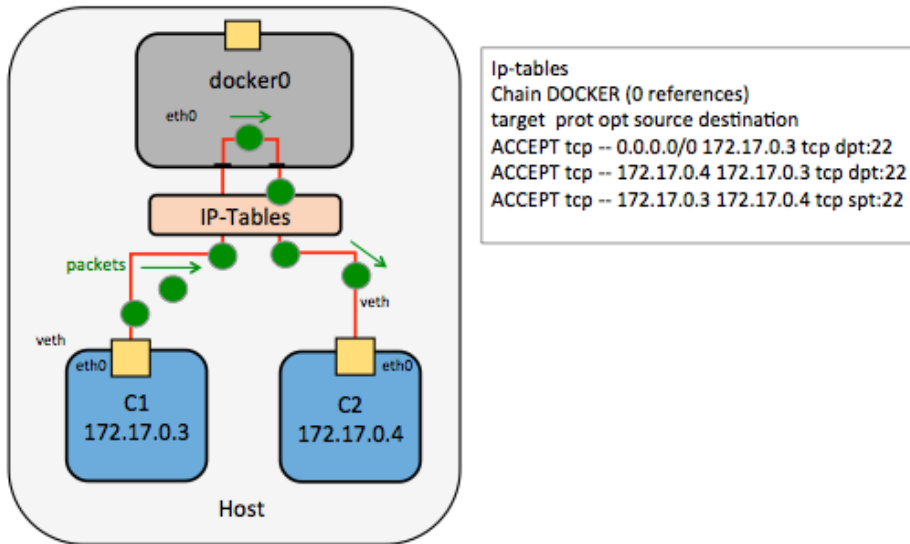 docker0
eth0
IP-Tables
packets
veth
veth
eth0
eth0
C1
172.17.0.3
C2
172.17.0.4
Host
Ip-tables
Chain DOCKER (0 references)
target prot opt source destination
ACCEPT tcp -- 0.0.0.0/0 172.17.0.3 tcp dpt:22
ACCEPT tcp -- 172.17.0.4 172.17.0.3 tcp dpt:22
ACCEPT tcp -- 172.17.0.3 172.17.0.4 tcp spt:22